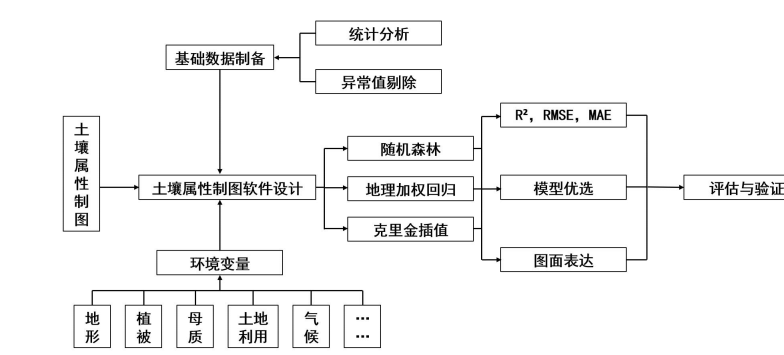 统计分析
基础数据制备
异常值剔除
土壤属性制图
R², RMSE, MAE
随机森林
土壤属性制图软件设计
地理加权回归
模型优选
评估与验证
克里金插值
环境变量
图面表达
地形
植被
母质
土地
利用
气候
…
…